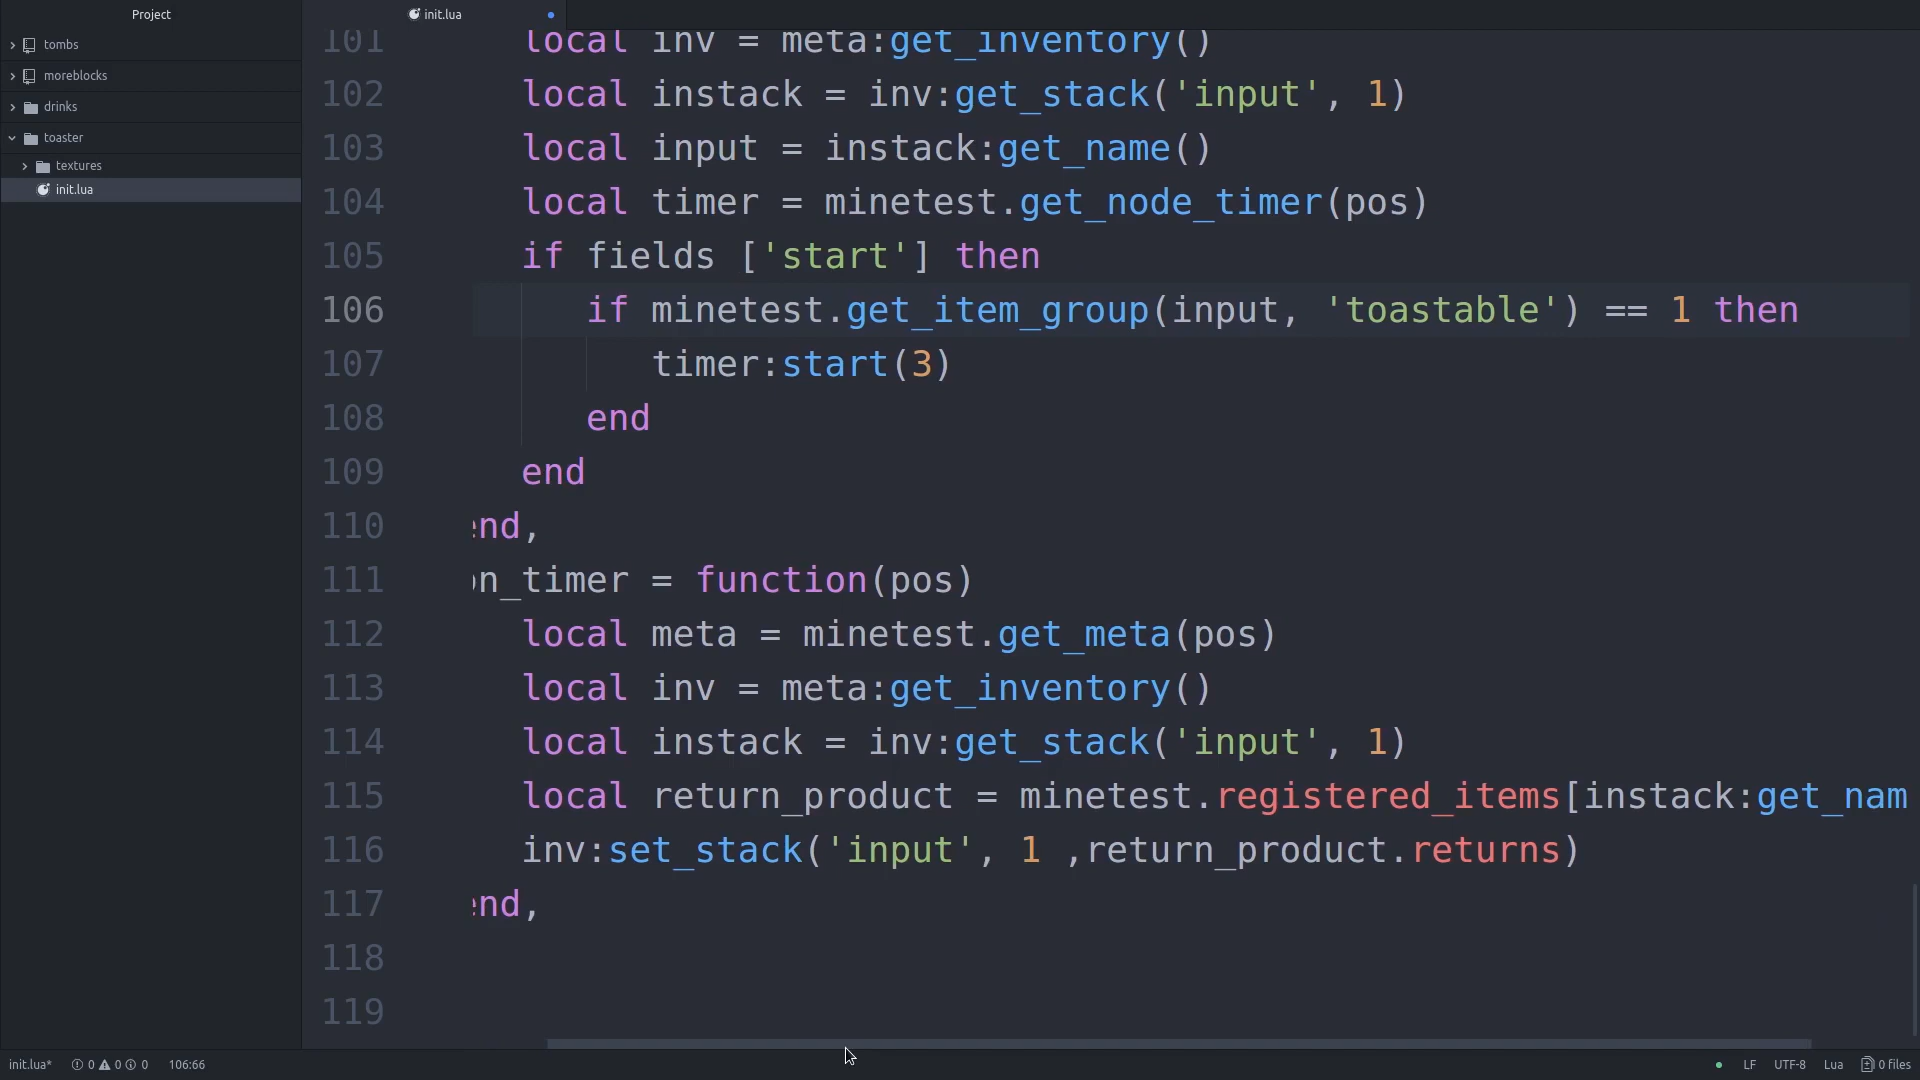 Project
init.lua
tombs
moreblocks
drinks
toaster
textures
init.lua
101 local inv = meta:get_inventory()
102 local instack = inv:get_stack('input', 1)
103 local input = instack:get_name()
104 local timer = minetest.get_node_timer(pos)
105 if fields ['start'] then
106 if minetest.get_item_group(input, 'toastable') == 1 then
107 timer:start(3)
108 end
109 end
110 end,
111 on_timer = function(pos)
112 local meta = minetest.get_meta(pos)
113 local inv = meta:get_inventory()
114 local instack = inv:get_stack('input', 1)
115 local return_product = minetest.registered_items[instack:get_nam
116 inv:set_stack('input', 1 ,return_product.returns)
117 end,
118
119
init.lua* 0 0 0 106:66 LF UTF-8 Lua 0 files